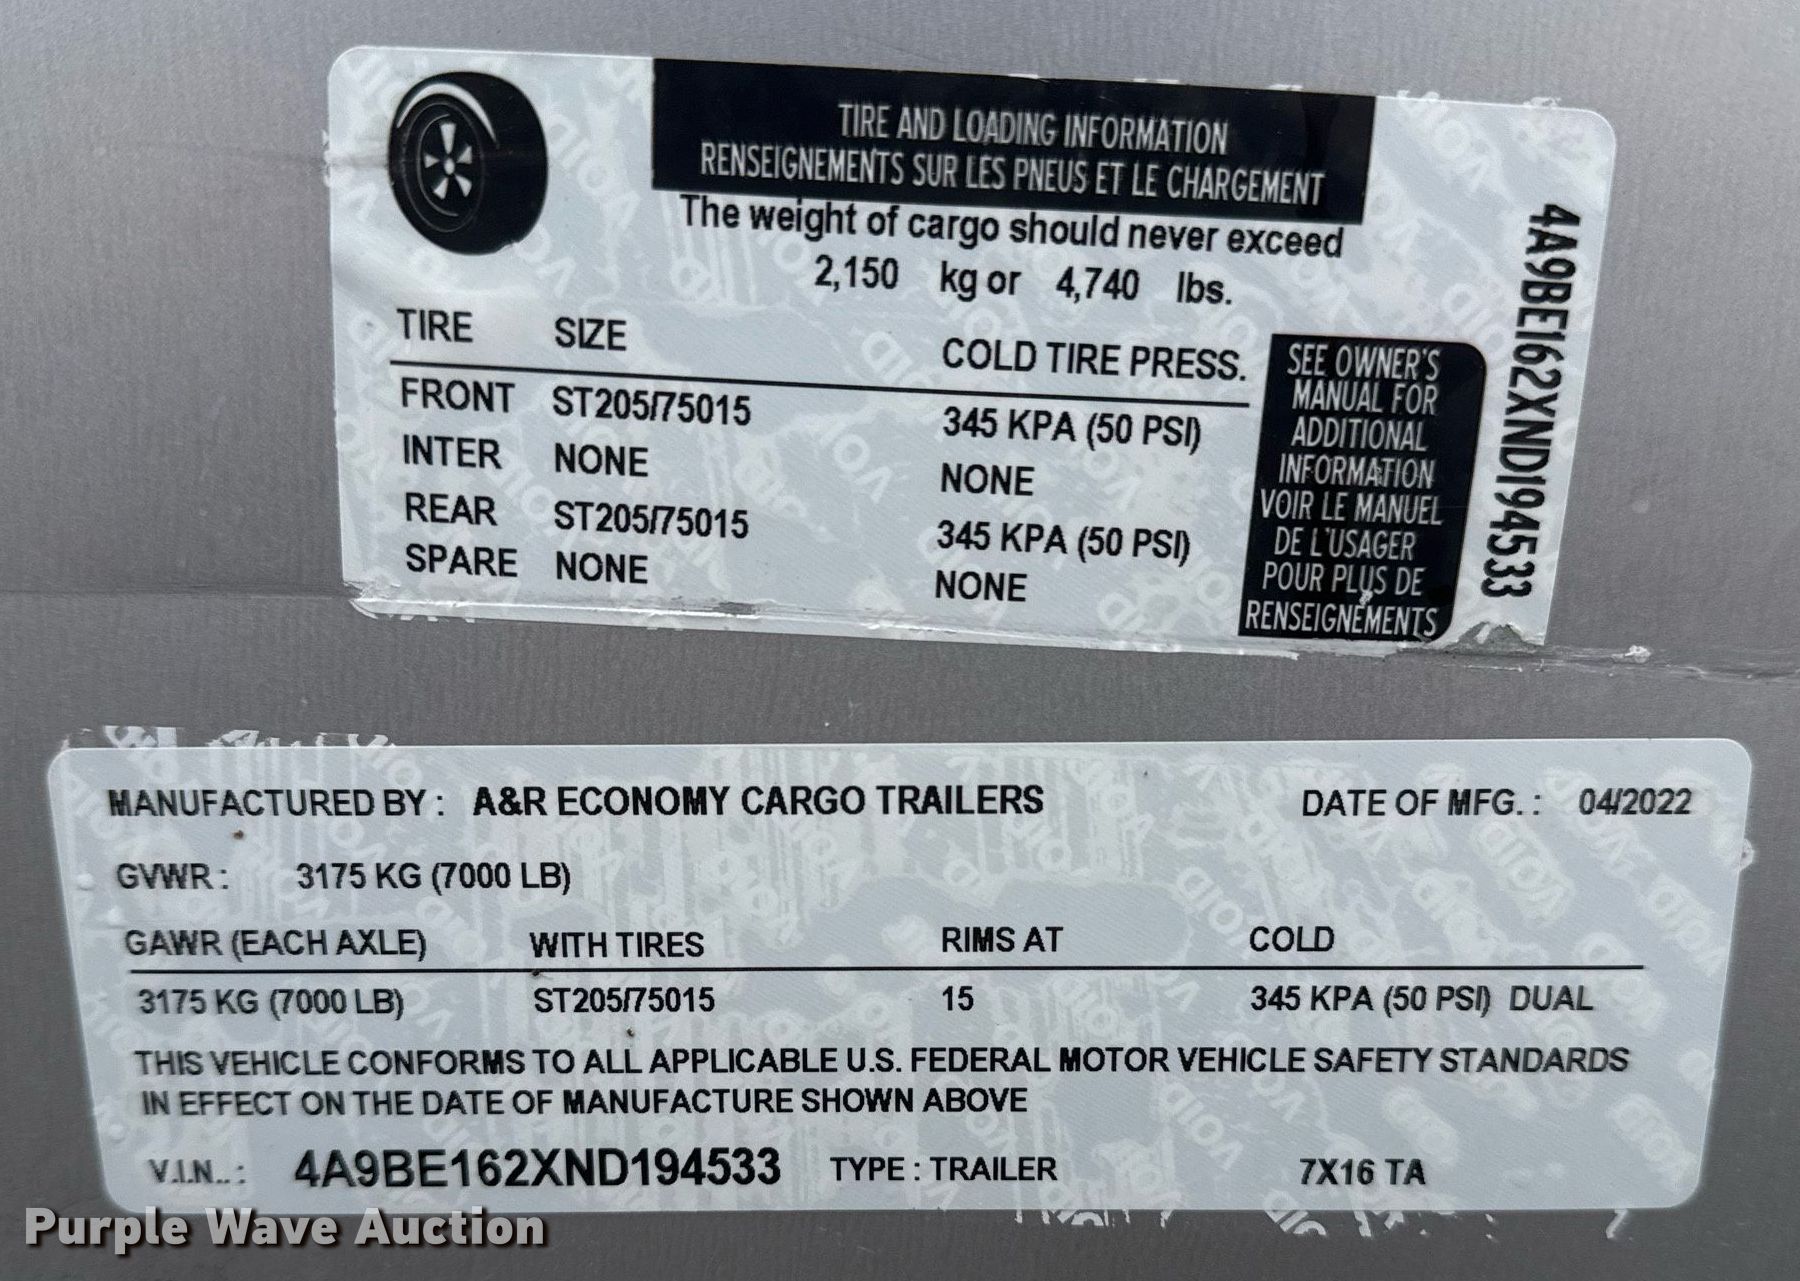 TIRE AND LOADING INFORMATION
RENSEIGNEMENTS SUR LES PNEUS ET LE CHARGEMENT
The weight of cargo should never exceed
2,150 kg or 4,740 lbs.
TIRE SIZE COLD TIRE PRESS.
FRONT ST205/75015 345 KPA (50 PSI)
INTER NONE NONE
REAR ST205/75015 345 KPA (50 PSI)
SPARE NONE NONE
SEE OWNER'S
MANUAL FOR
ADDITIONAL
INFORMATION
VOIR LE MANUEL
DE L'USAGER
POUR PLUS DE
RENSEIGNEMENTS
4A9BE162XND194533
MANUFACTURED BY : A&R ECONOMY CARGO TRAILERS DATE OF MFG. : 04/2022
GVWR : 3175 KG (7000 LB)
GAWR (EACH AXLE) WITH TIRES RIMS AT COLD
3175 KG (7000 LB) ST205/75015 15 345 KPA (50 PSI) DUAL
THIS VEHICLE CONFORMS TO ALL APPLICABLE U.S. FEDERAL MOTOR VEHICLE SAFETY STANDARDS
IN EFFECT ON THE DATE OF MANUFACTURE SHOWN ABOVE
V.I.N.. : 4A9BE162XND194533 TYPE : TRAILER 7X16 TA
Purple Wave Auction